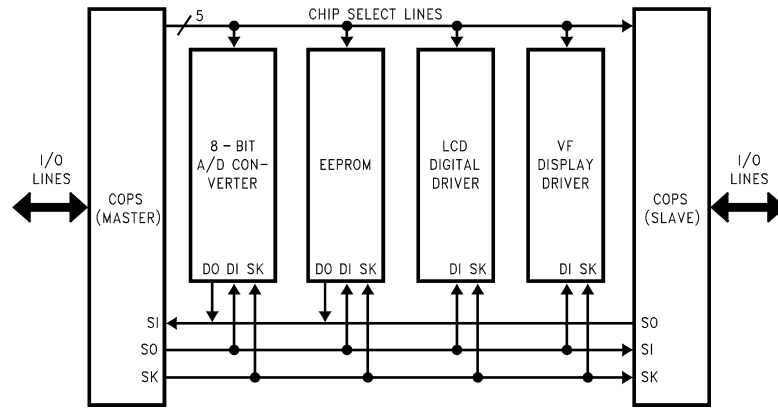 5
CHIP SELECT LINES
I/O
LINES
COPS
(MASTER)
8 - BIT
A/D CON-
VERTER
DO DI SK
EEPROM
DO DI SK
LCD
DIGITAL
DRIVER
DI SK
VF
DISPLAY
DRIVER
DI SK
COPS
(SLAVE)
I/O
LINES
SI
SO
SO
SI
SK
SK